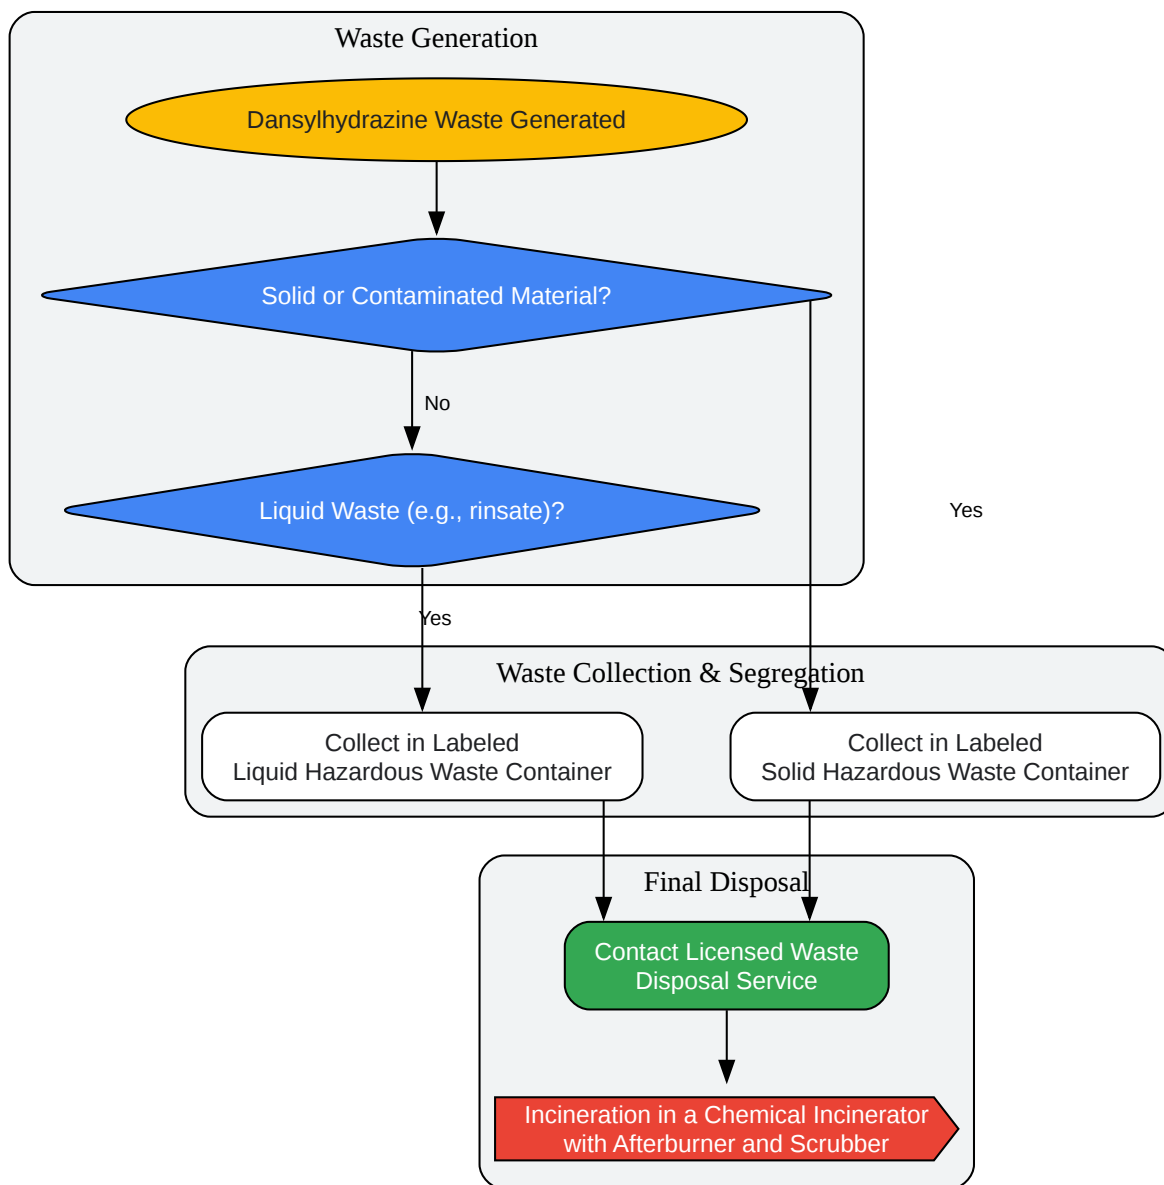 Waste Generation
Dansylhydrazine Waste Generated
Solid or Contaminated Material?
No
Liquid Waste (e.g., rinsate)?
Yes
Yes
Waste Collection & Segregation
Collect in Labeled
Liquid Hazardous Waste Container
Collect in Labeled
Solid Hazardous Waste Container
Final Disposal
Contact Licensed Waste
Disposal Service
Incineration in a Chemical Incinerator
with Afterburner and Scrubber